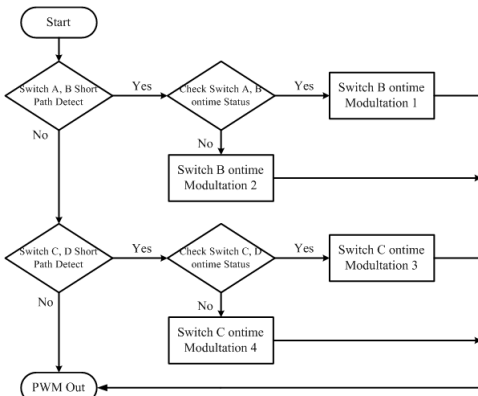 Start
Switch A, B Short
Path Detect
Yes
Check Switch A, B
ontime Status
Yes
Switch B ontime
Modultation 1
No
No
Switch B ontime
Modultation 2
Switch C, D Short
Path Detect
Yes
Check Switch C, D
ontime Status
Yes
Switch C ontime
Modultation 3
No
No
Switch C ontime
Modultation 4
PWM Out